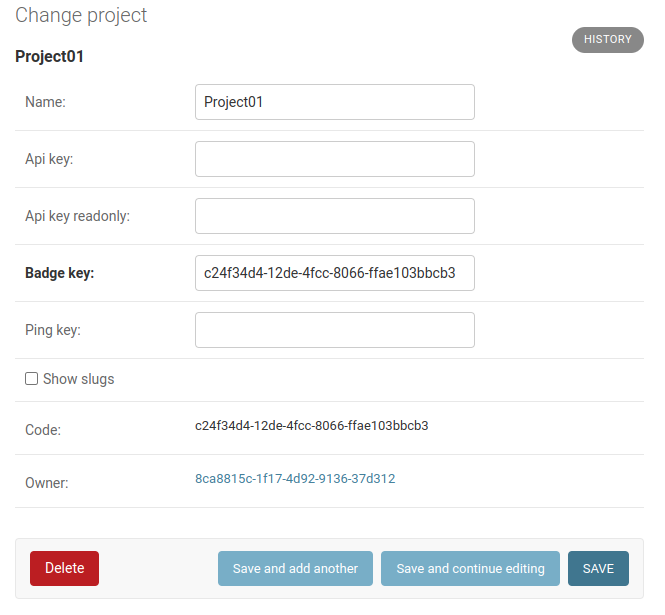 Change project
HISTORY
Project01
Name: Project01
Api key:
Api key readonly:
Badge key: c24f34d4-12de-4fcc-8066-ffae103bbcb3
Ping key:
Show slugs
Code: c24f34d4-12de-4fcc-8066-ffae103bbcb3
Owner: 8ca8815c-1f17-4d92-9136-37d312
Delete Save and add another Save and continue editing SAVE